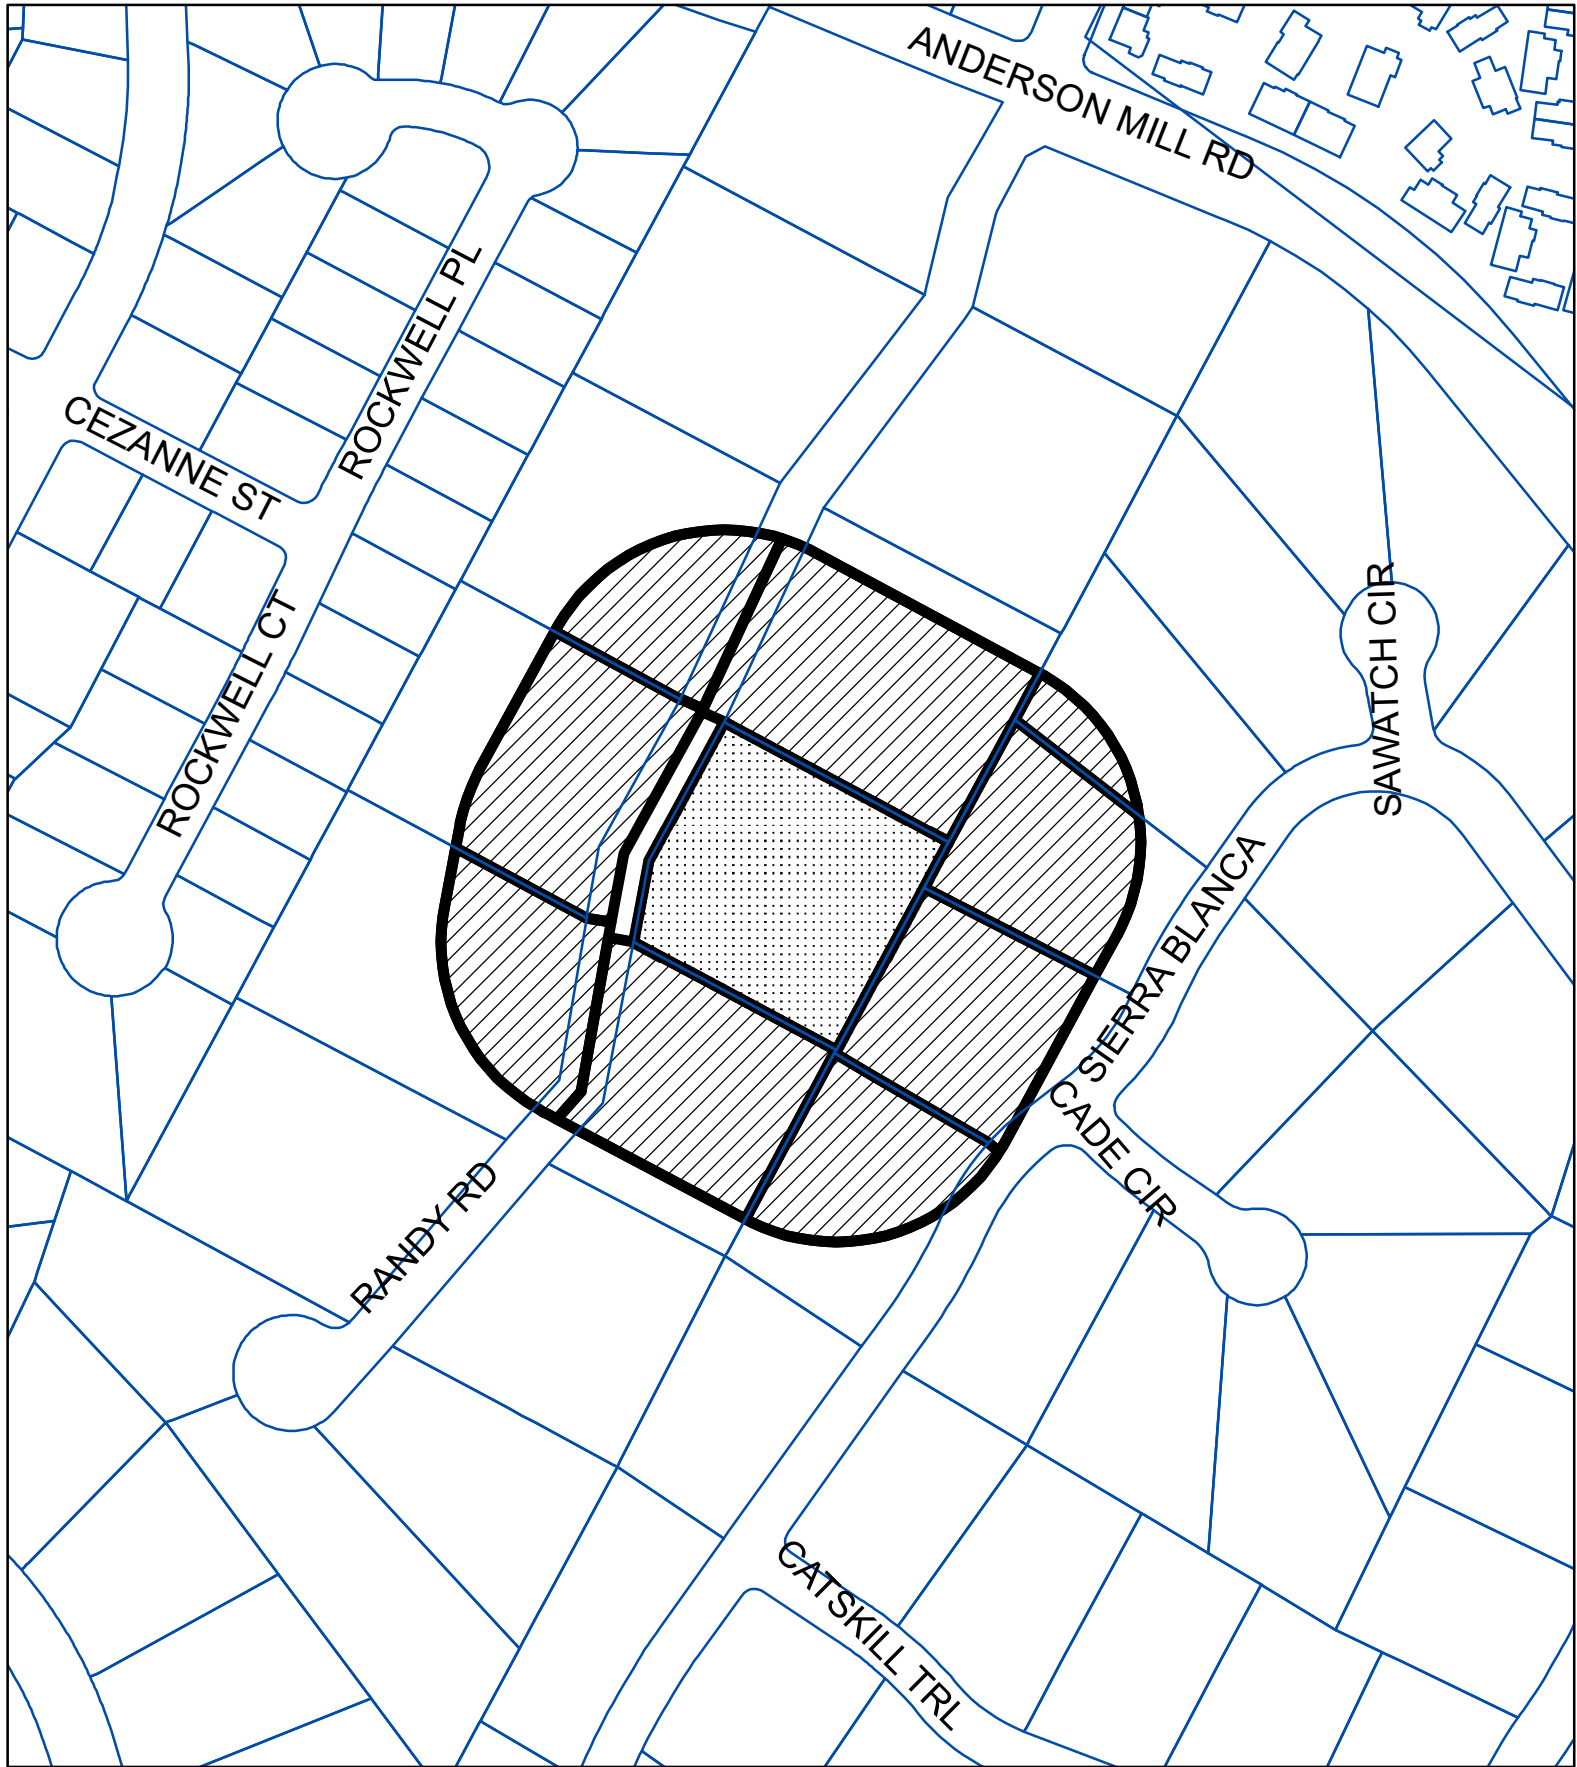 ANDERSON MILL RD
ROCKWELL PL
CEZANNE ST
ROCKWELL CT
SAWATCH CIR
SIERRA BLANCA
CADE CIR
RANDY RD
CATSKILL TRL